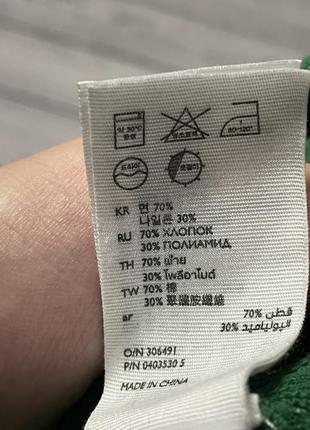 KR 면 70%
나일론 30%
RU 70% ХЛОПОК
30% ПОЛИАМИД
TH 70% ฝ้าย
30% โพลีอาไมด์
TW 70% 棉
30% 聚醯胺纖維
ar قطن 70%
البولياميد 30%
O/N 306491
P/N 0403530 5
MADE IN CHINA